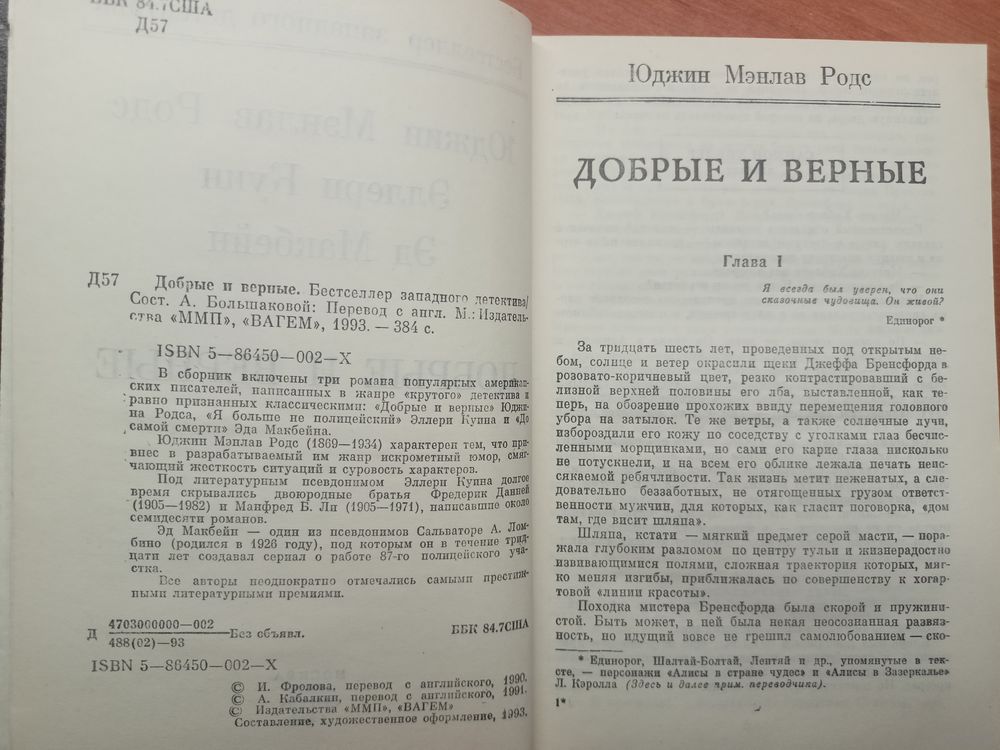 ББК 84.7США
Д57
Д57
Добрые и верные. Бестселлер западного детектива/
Сост. А. Большаковой: Перевод с англ. М.: Издатель-
ства «ММП», «ВАГЕМ», 1993. — 384 с.
ISBN 5—86450—002—X
В сборник включены три романа популярных американ-
ских писателей, написанных в жанре «крутого» детектива и
равно признанных классическими: «Добрые и верные» Юджи-
на Родса, «Я больше не полицейский» Эллери Куина и «До
самой смерти» Эда Макбейна.
Юджин Мэнлав Родс (1869—1934) характерен тем, что при-
внес в разрабатываемый им жанр искрометный юмор, смяг-
чающий жесткость ситуаций и суровость характеров.
Под литературным псевдонимом Эллери Куина долгое
время скрывались двоюродные братья Фредерик Данней
(1905—1982) и Манфред Б. Ли (1905—1971), написавшие около
семидесяти романов.
Эд Макбейн — один из псевдонимов Сальваторе А. Лом-
бино (родился в 1926 году), под которым он в течение трид-
цати лет создавал сериал о работе 87-го полицейского уча-
стка.
Все авторы неоднократно отмечались самыми престиж-
ными литературными премиями.
Д 4703000000—002
488(02)—93 Без объявл.
ББК 84.7США
ISBN 5—86450—002—X
© И. Фролова, перевод с английского, 1990.
© А. Кабалкин, перевод с английского, 1991.
© Издательства «ММП», «ВАГЕМ»
Составление, художественное оформление, 1993.
Юджин Мэнлав Родс
ДОБРЫЕ И ВЕРНЫЕ
Глава I
Я всегда был уверен, что они
сказочные чудовища. Он живой?
Единорог *
За тридцать шесть лет, проведенных под открытым не-
бом, солнце и ветер окрасили щеки Джеффа Бренсфорда в
розовато-коричневый цвет, резко контрастировавший с бе-
лизной верхней половины его лба, выставленной, как те-
перь, на обозрение прохожих ввиду перемещения головного
убора на затылок. Те же ветры, а также солнечные лучи,
избороздили его кожу по соседству с уголками глаз бесчис-
ленными морщинками, но сами его карие глаза нисколько
не потускнели, и на всем его облике лежала печать неис-
сякаемой ребячливости. Так жизнь метит неженатых, а сле-
довательно беззаботных, не отягощенных грузом ответст-
венности мужчин, для которых, как гласит поговорка, «дом
там, где висит шляпа».
Шляпа, кстати — мягкий предмет серой масти, — пора-
жала глубоким разломом по центру тульи и жизнерадостно
извивающимися полями, сложная траектория которых, мяг-
ко меняя изгибы, приближалась по совершенству к хогар-
товой «линии красоты».
Походка мистера Бренсфорда была скорой и пружини-
стой. Быть может, в ней была некая неосознанная развяз-
ность, но идущий вовсе не грешил самолюбованием — ско-
* Единорог, Шалтай-Болтай, Лентяй и др., упомянутые в тек-
сте, — персонажи «Алисы в стране чудес» и «Алисы в Зазеркалье»
Л. Кэролла (Здесь и далее прим. переводчика).
1*